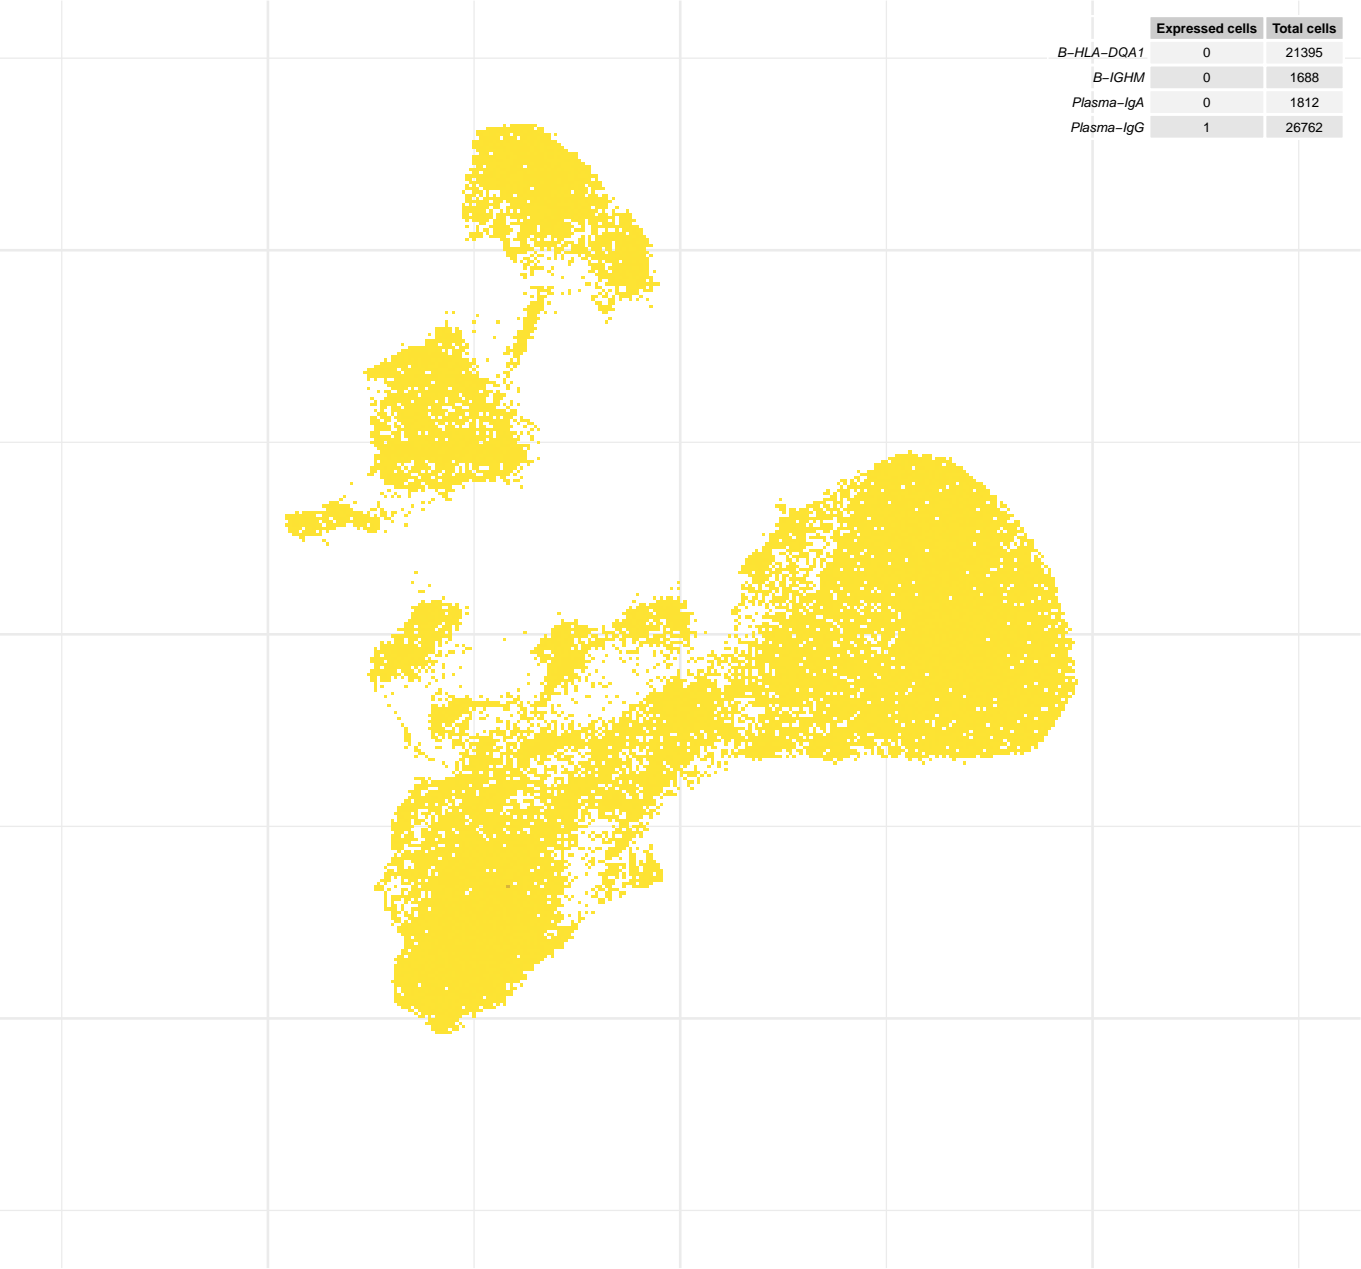 Expressed cells Total cells
B−HLA−DQA1 0 21395
B−IGHM 0 1688
Plasma−IgA 0 1812
Plasma−IgG 1 26762